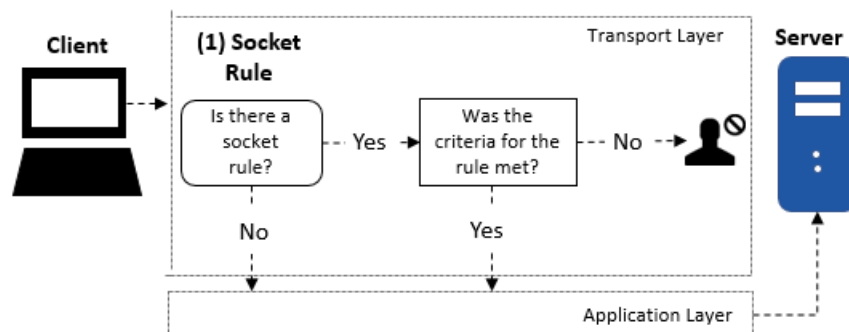 Client
(1) Socket
Rule
Transport Layer
Server
Is there a
socket
rule?
Yes
Was the
criteria for the
rule met?
No
No
Yes
Application Layer